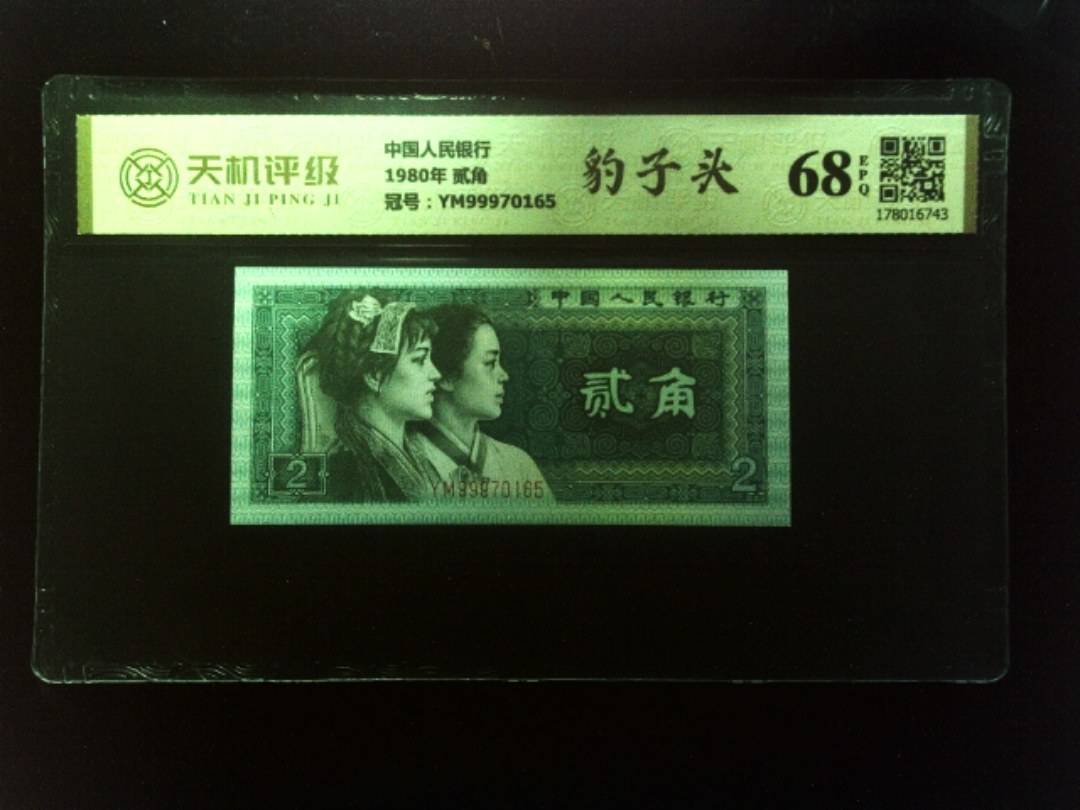 天机评级
TIAN JI PING JI
中国人民银行
1980年 贰角
冠号：YM99970165
豹子头
68
EPQ
178016743
中国人民银行
贰角
2
2
YM99970165